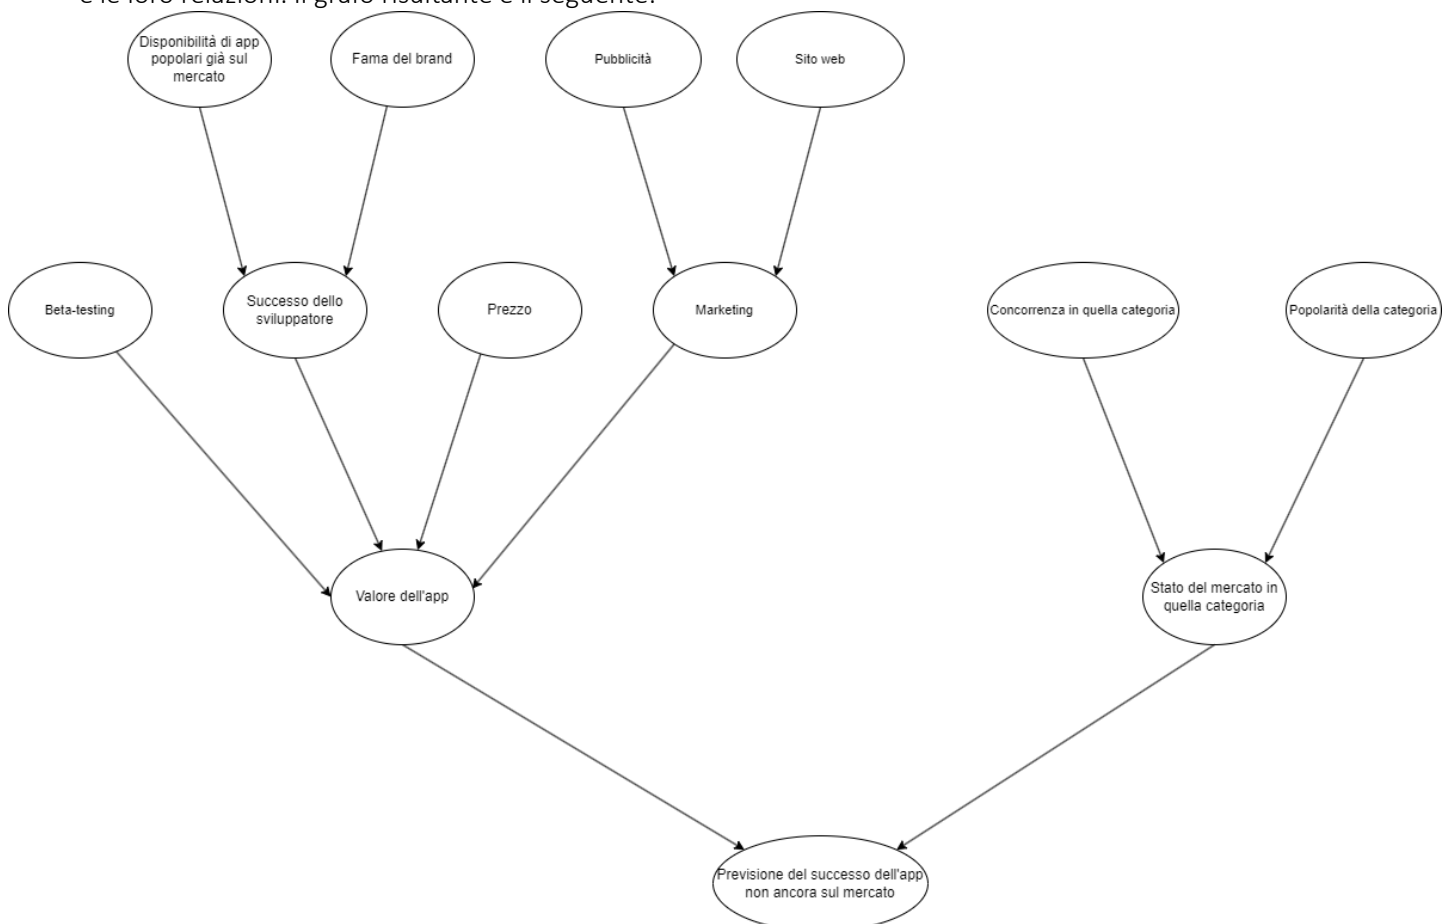 e le loro relazioni. Il grafo risultante è il seguente:
Disponibilità di app
popolari già sul
mercato
Fama del brand
Pubblicità
Sito web
Beta-testing
Successo dello
sviluppatore
Prezzo
Marketing
Concorrenza in quella categoria
Popolarità della categoria
Valore dell'app
Stato del mercato in
quella categoria
Previsione del successo dell'app
non ancora sul mercato